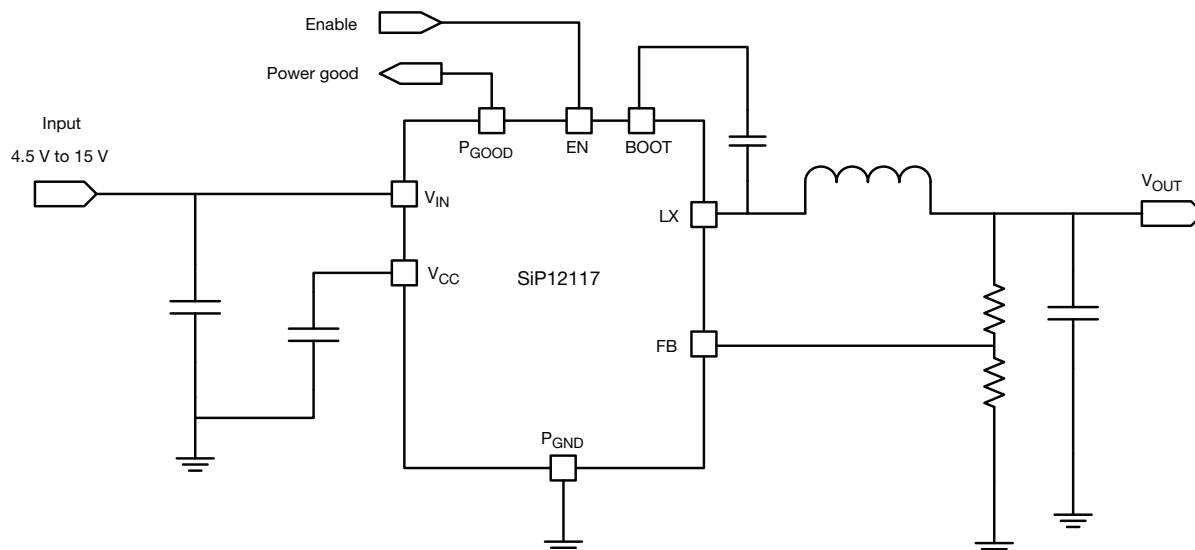 Enable
Power good
Input
4.5 V to 15 V
PGOOD
EN
BOOT
VIN
LX
VOUT
VCC
SiP12117
FB
PGND